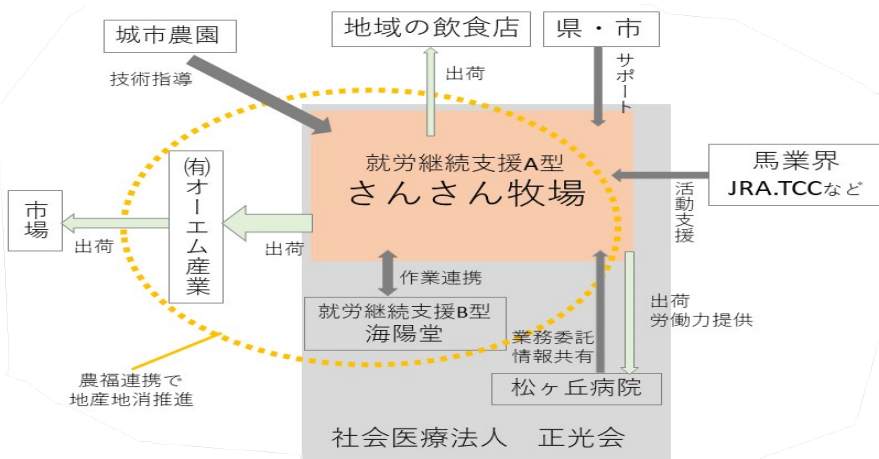 城市農園
地域の飲食店
県・市
技術指導
出荷
サポート
就労継続支援A型
さんさん牧場
馬業界
JRA.TCCなど
活動支援
㈲オーエム産業
市場
出荷
出荷
作業連携
就労継続支援B型
海陽堂
業務委託
情報共有
出荷
労働力提供
農福連携で
地産地消推進
松ヶ丘病院
社会医療法人　正光会